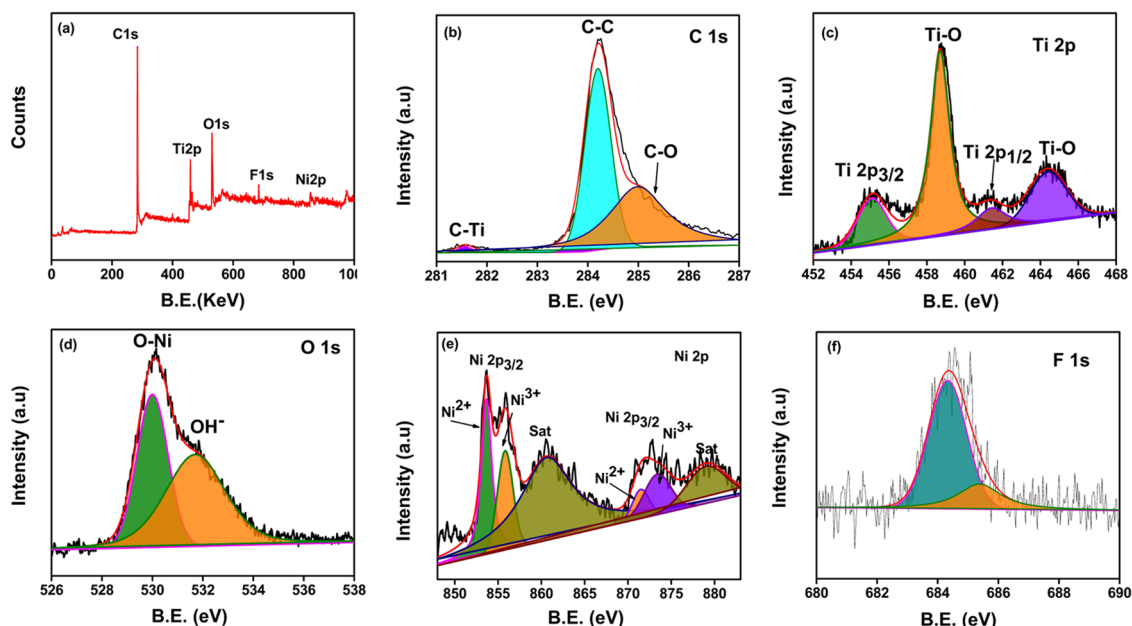 (a)
C1s
O1s
Ti2p
F1s
Ni2p
Counts
0 200 400 600 800 1000
B.E.(KeV)
(b)
C-C
C 1s
C-O
C-Ti
Intensity (a.u)
281 282 283 284 285 286 287
B.E. (eV)
(c)
Ti-O
Ti 2p
Ti 2p3/2
Ti 2p1/2
Ti-O
Intensity (a.u)
452 454 456 458 460 462 464 466 468
B.E. (eV)
(d)
O-Ni
O 1s
OH-
Intensity (a.u)
526 528 530 532 534 536 538
B.E. (eV)
(e)
Ni 2p3/2
Ni 2p
Ni2+
Ni3+
Sat
Ni 2p3/2
Ni3+
Ni2+
Sat
Intensity (a.u)
850 860 870 880
B.E. (eV)
(f)
F 1s
Intensity (a.u)
680 682 684 686 688 690
B.E. (eV)